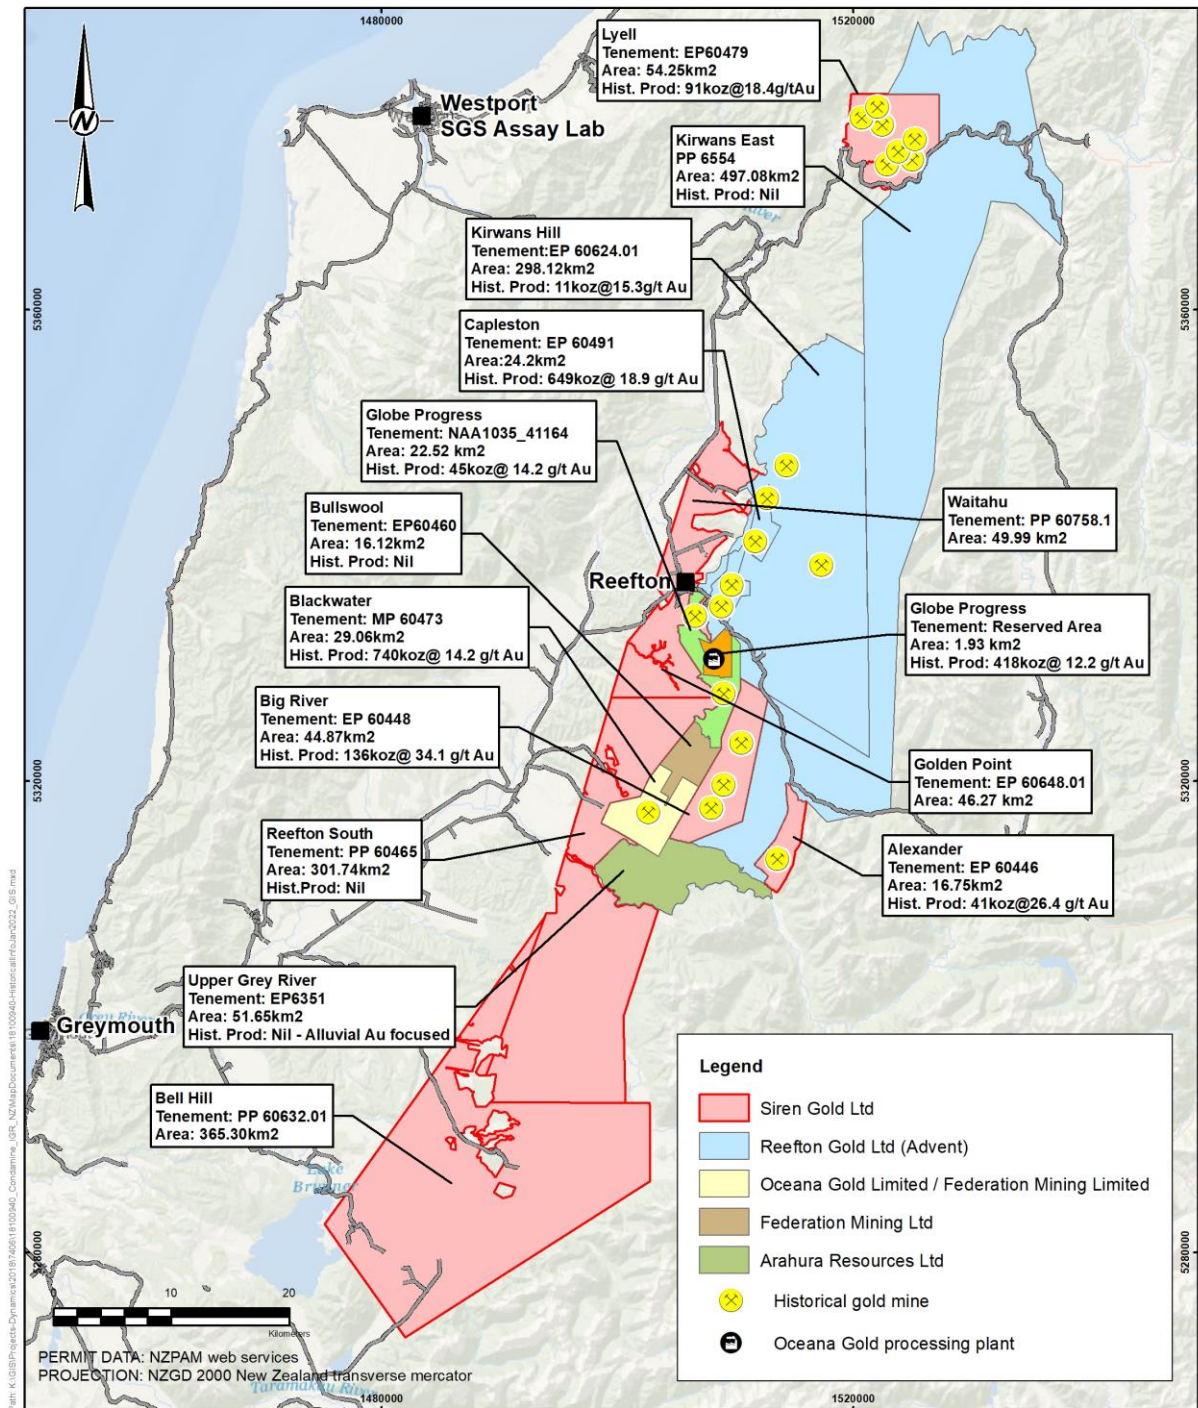 1480000
1520000
Lyell
Tenement: EP60479
Area: 54.25km2
Hist. Prod: 91koz@18.4g/tAu
N
Westport
SGS Assay Lab
Kirwans East
PP 6554
Area: 497.08km2
Hist. Prod: Nil
River
Kirwans Hill
Tenement:EP 60624.01
Area: 298.12km2
Hist. Prod: 11koz@15.3g/t Au
5360000
5360000
Capleston
Tenement: EP 60491
Area:24.2km2
Hist. Prod: 649koz@ 18.9 g/t Au
Globe Progress
Tenement: NAA1035_41164
Area: 22.52 km2
Hist. Prod: 45koz@ 14.2 g/t Au
Bullswool
Tenement: EP60460
Area: 16.12km2
Hist. Prod: Nil
Waitahu
Tenement: PP 60758.1
Area: 49.99 km2
Reefton
Blackwater
Tenement: MP 60473
Area: 29.06km2
Hist. Prod: 740koz@ 14.2 g/t Au
Globe Progress
Tenement: Reserved Area
Area: 1.93 km2
Hist. Prod: 418koz@ 12.2 g/t Au
Big River
Tenement: EP 60448
Area: 44.87km2
Hist. Prod: 136koz@ 34.1 g/t Au
Golden Point
Tenement: EP 60648.01
Area: 46.27 km2
5320000
5320000
Reefton South
Tenement: PP 60465
Area: 301.74km2
Hist.Prod: Nil
Alexander
Tenement: EP 60446
Area: 16.75km2
Hist. Prod: 41koz@26.4 g/t Au
Upper Grey River
Tenement: EP6351
Area: 51.65km2
Hist. Prod: Nil - Alluvial Au focused
Grey River
Greymouth
Bell Hill
Tenement: PP 60632.01
Area: 365.30km2
Lake
Brunner
Legend
Siren Gold Ltd
Reefton Gold Ltd (Advent)
Oceana Gold Limited / Federation Mining Limited
Federation Mining Ltd
Arahura Resources Ltd
Historical gold mine
Oceana Gold processing plant
5280000
5280000
0 10 20
Kilometers
PERMIT DATA: NZPAM web services
PROJECTION: NZGD 2000 New Zealand transverse mercator
Taramakau River
1480000
1520000